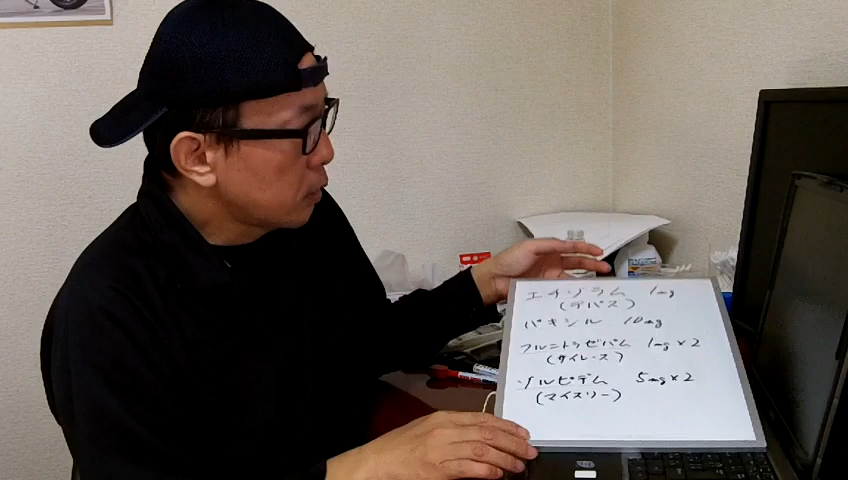 エチゾラム 1mg
(デパス)
パキシル 10mg
フルニトラゼパム 1mg×2
(サイレース)
ゾルピデム 5mg×2
(マイスリー)